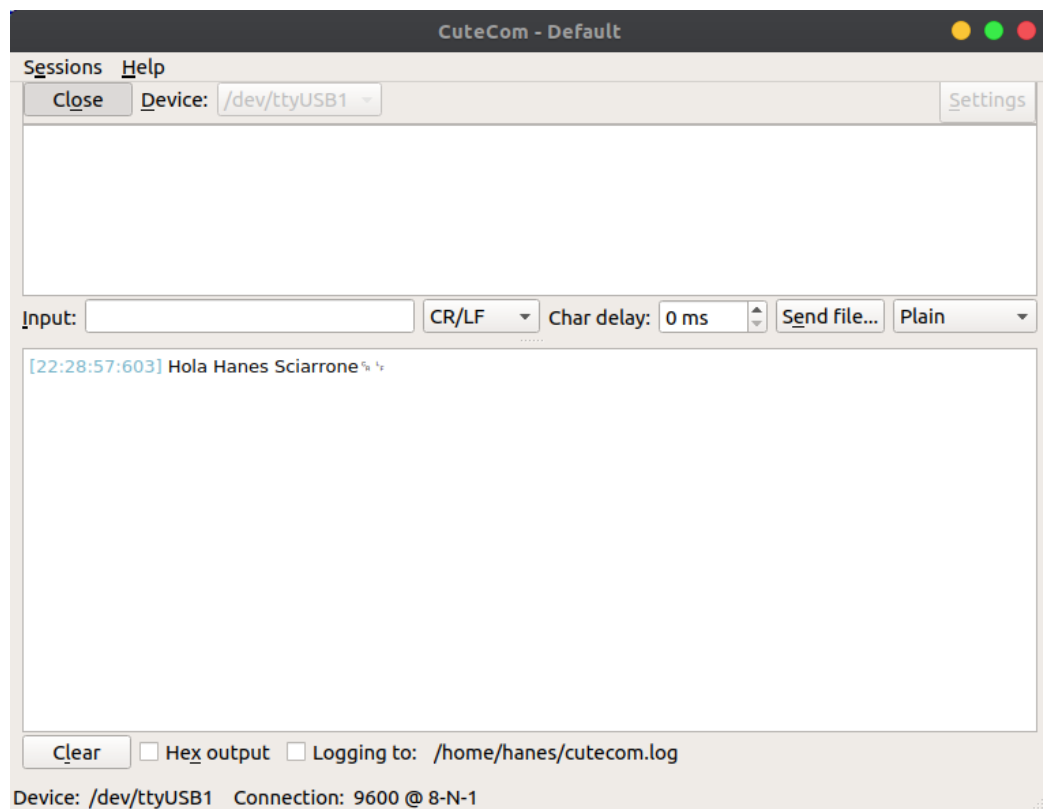 CuteCom - Default
Sessions Help
Close Device: /dev/ttyUSB1 Settings
Input: CR/LF Char delay: 0 ms Send file... Plain
[22:28:57:603] Hola Hanes Sciarrone␍␊
Clear Hex output Logging to: /home/hanes/cutecom.log
Device: /dev/ttyUSB1 Connection: 9600 @ 8-N-1